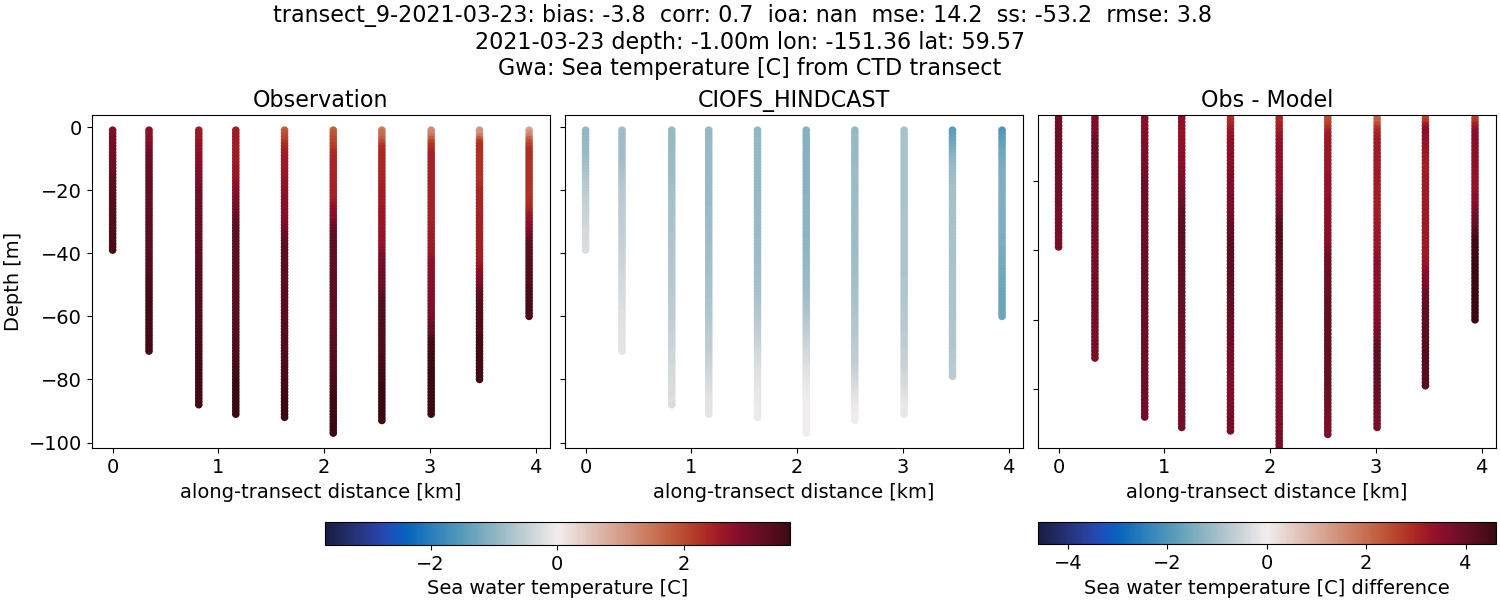 transect_9-2021-03-23: bias: -3.8  corr: 0.7  ioa: nan  mse: 14.2  ss: -53.2  rmse: 3.8
2021-03-23 depth: -1.00m lon: -151.36 lat: 59.57
Gwa: Sea temperature [C] from CTD transect
Observation
CIOFS_HINDCAST
Obs - Model
Depth [m]
0
−20
−40
−60
−80
−100
0 1 2 3 4
0 1 2 3 4
0 1 2 3 4
along-transect distance [km]
along-transect distance [km]
along-transect distance [km]
−2 0 2
Sea water temperature [C]
−4 −2 0 2 4
Sea water temperature [C] difference